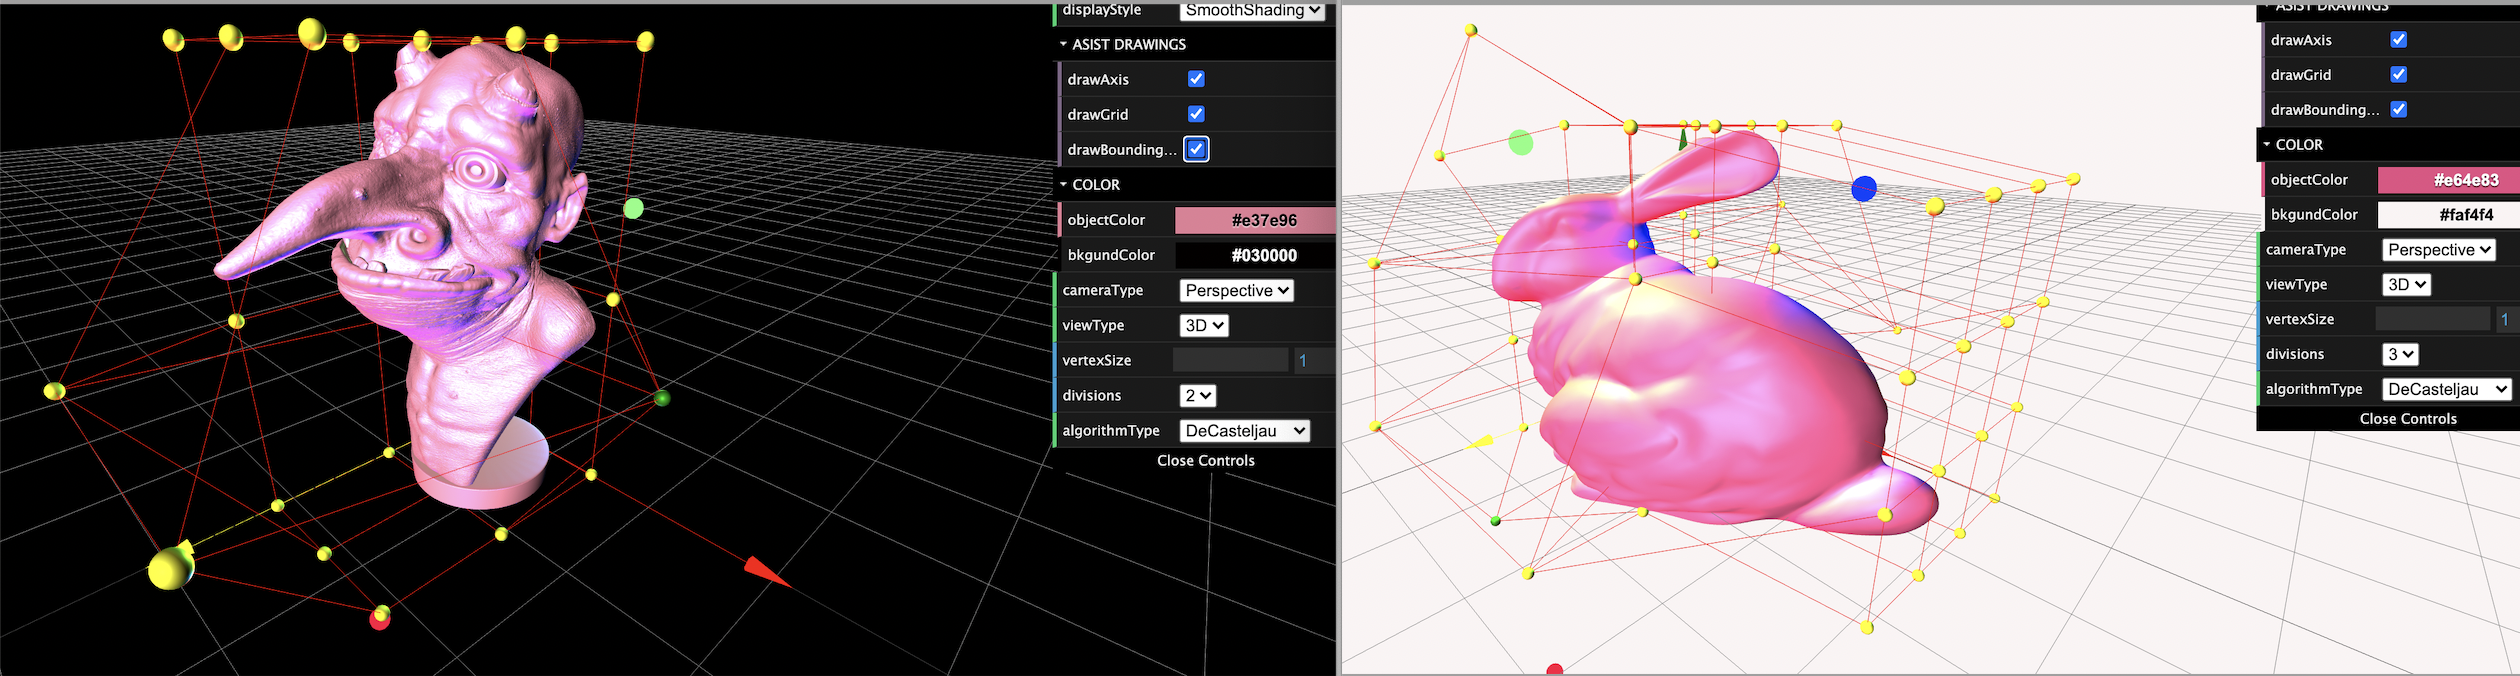 displayStyle SmoothShading
ASIST DRAWINGS
drawAxis
drawGrid
drawBounding...
COLOR
objectColor #e37e96
bkgundColor #030000
cameraType Perspective
viewType 3D
vertexSize 1
divisions 2
algorithmType DeCasteljau
Close Controls
ASIST DRAWINGS
drawAxis
drawGrid
drawBounding...
COLOR
objectColor #e64e83
bkgundColor #faf4f4
cameraType Perspective
viewType 3D
vertexSize 1
divisions 3
algorithmType DeCasteljau
Close Controls